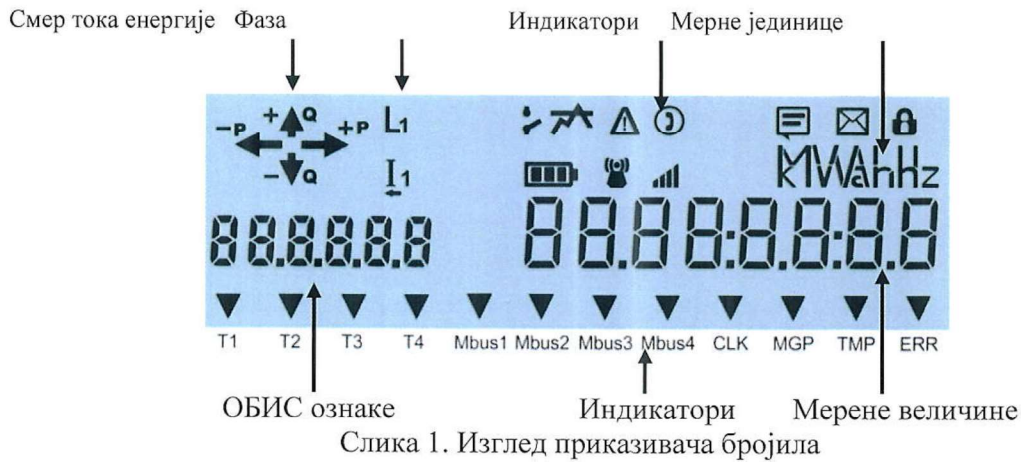 Смер тока енергије Фаза Индикатори Мерне јединице
+ Q L1
-P +P
- Q I1
kMWAhHz
88.8.8.8.8 88.88:8.8:8.8
T1 T2 T3 T4 Mbus1 Mbus2 Mbus3 Mbus4 CLK MGP TMP ERR
ОБИС ознаке Индикатори Мерене величине
Слика 1. Изглед приказивача бројила